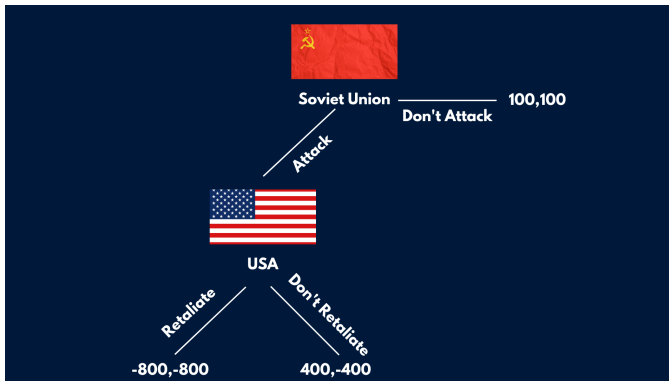 Soviet Union
100,100
Don't Attack
Attack
USA
Retaliate
Don't Retaliate
-800,-800
400,-400